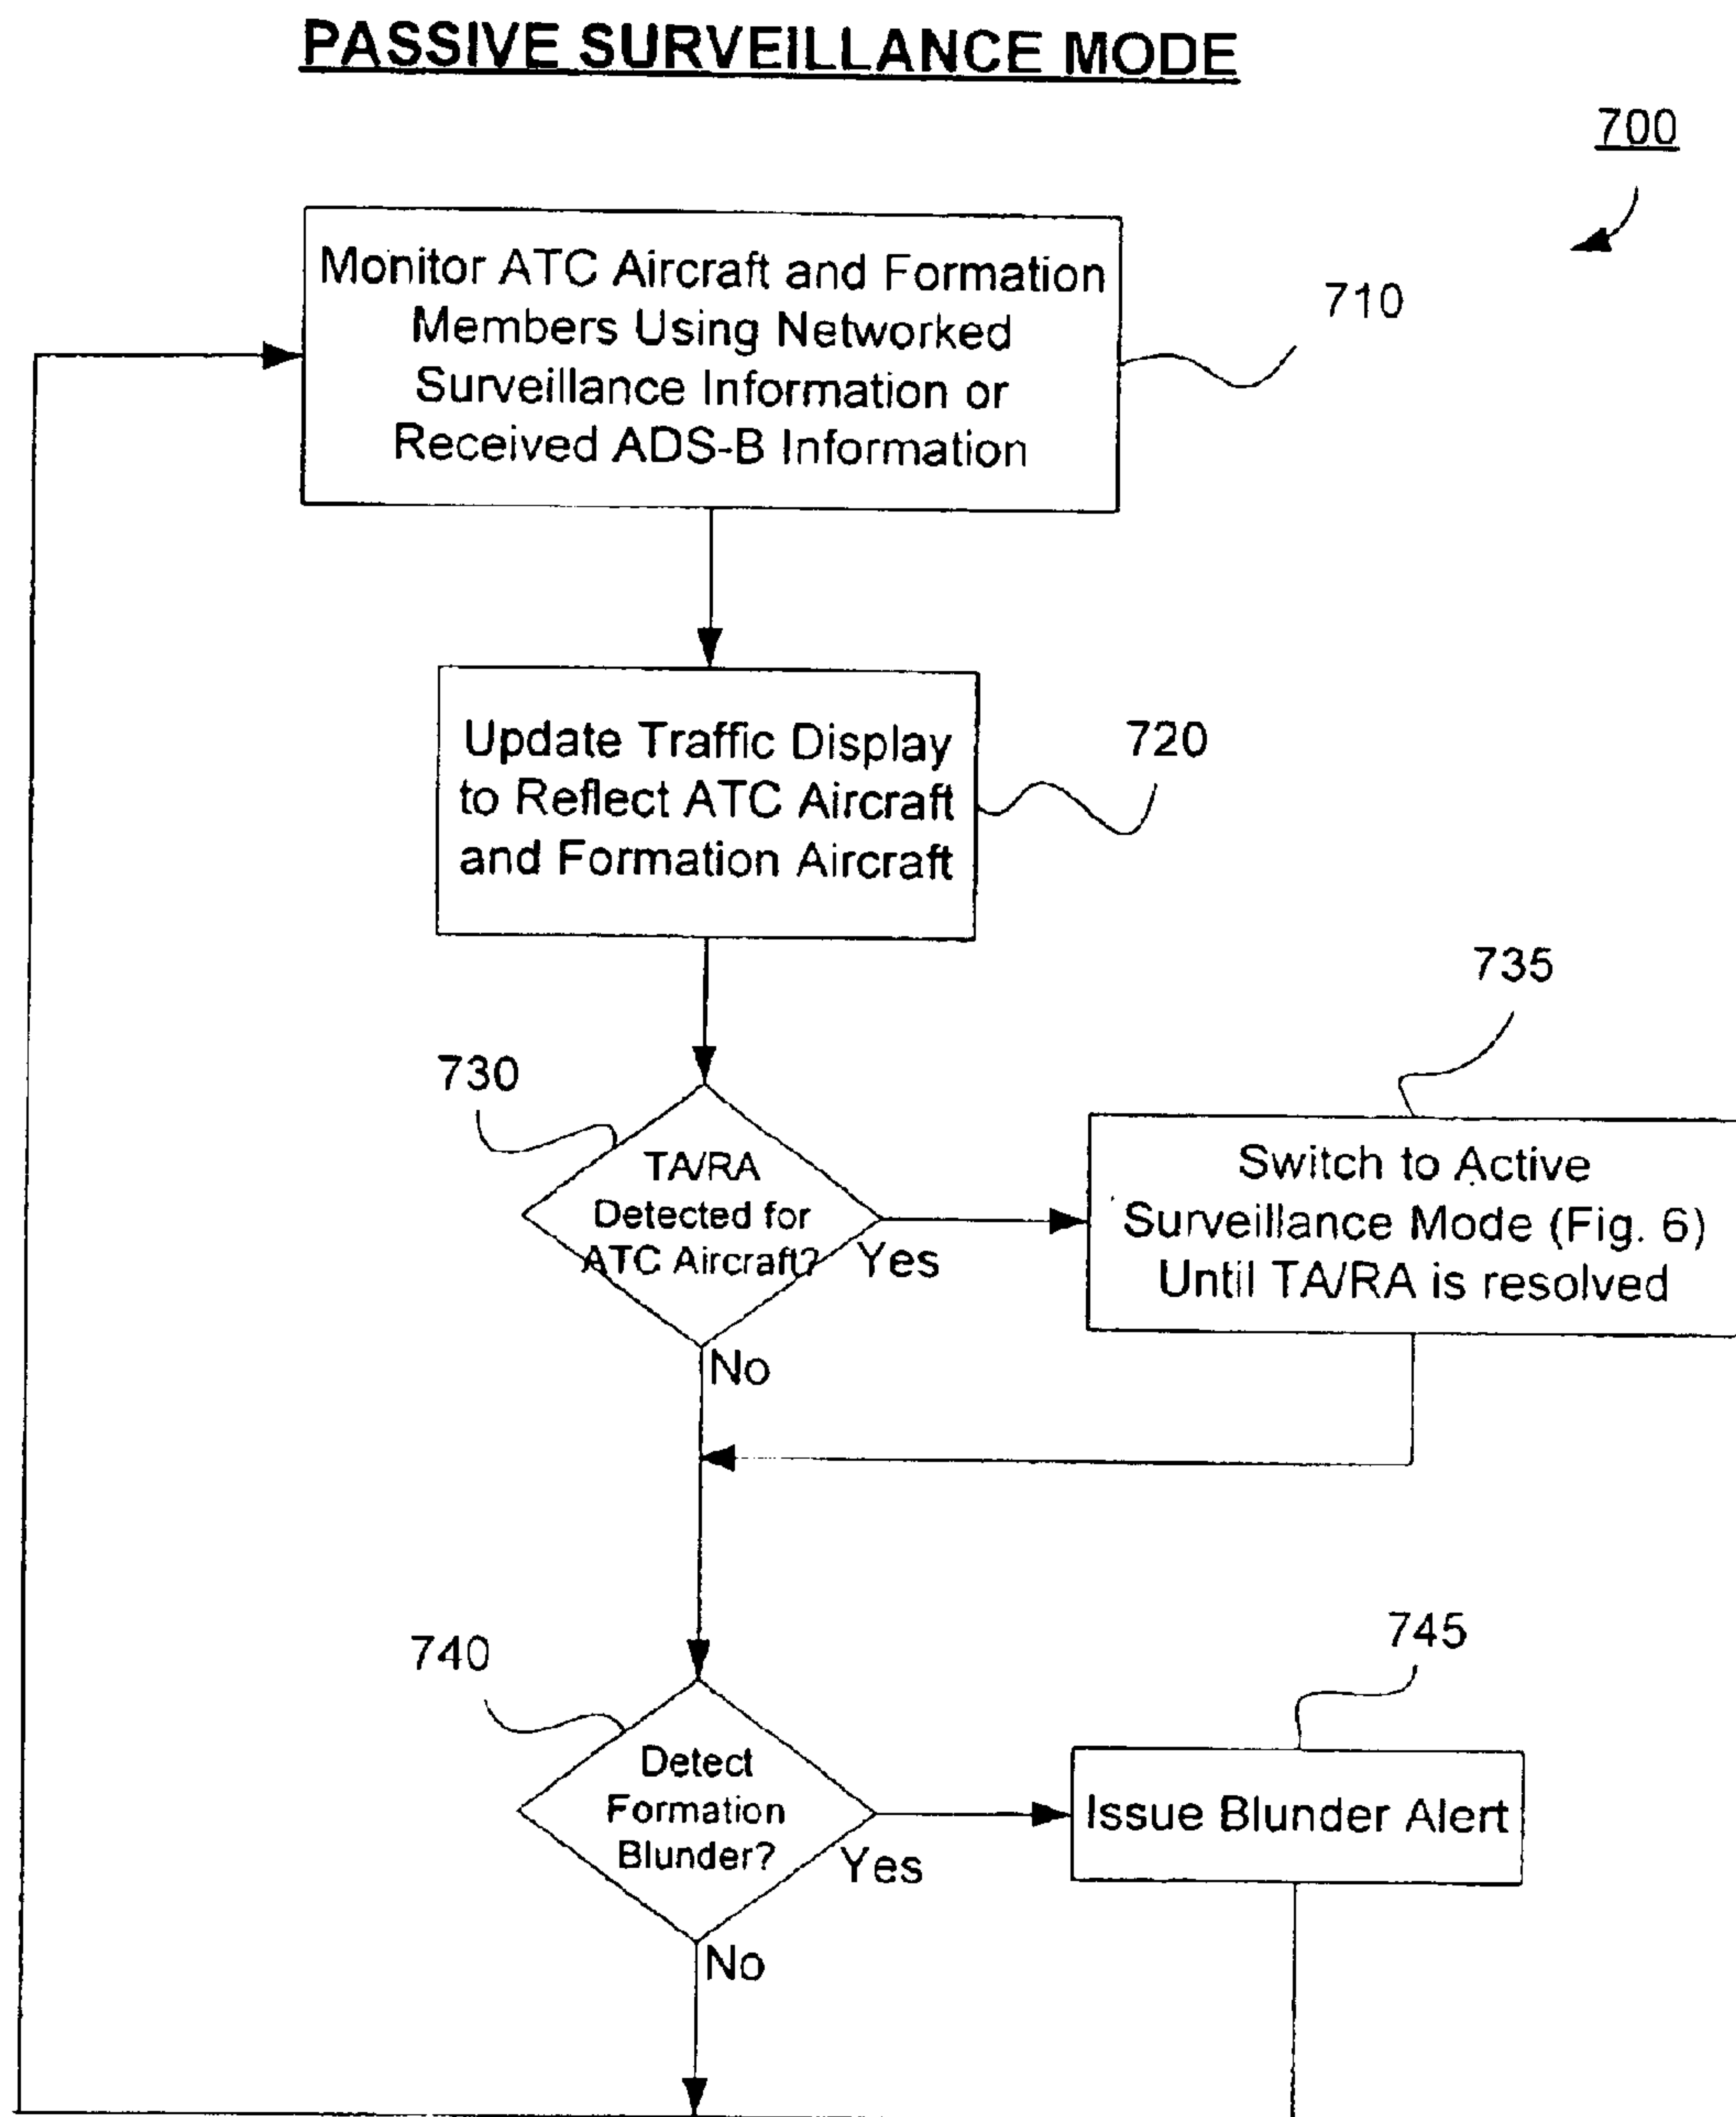 PASSIVE SURVEILLANCE MODE
700
Monitor ATC Aircraft and Formation
Members Using Networked
Surveillance Information or
Received ADS-B Information
710
Update Traffic Display
to Reflect ATC Aircraft
and Formation Aircraft
720
730
TA/RA
Detected for
ATC Aircraft?
Yes
No
735
Switch to Active
Surveillance Mode (Fig. 6)
Until TA/RA is resolved
740
Detect
Formation
Blunder?
Yes
No
745
Issue Blunder Alert